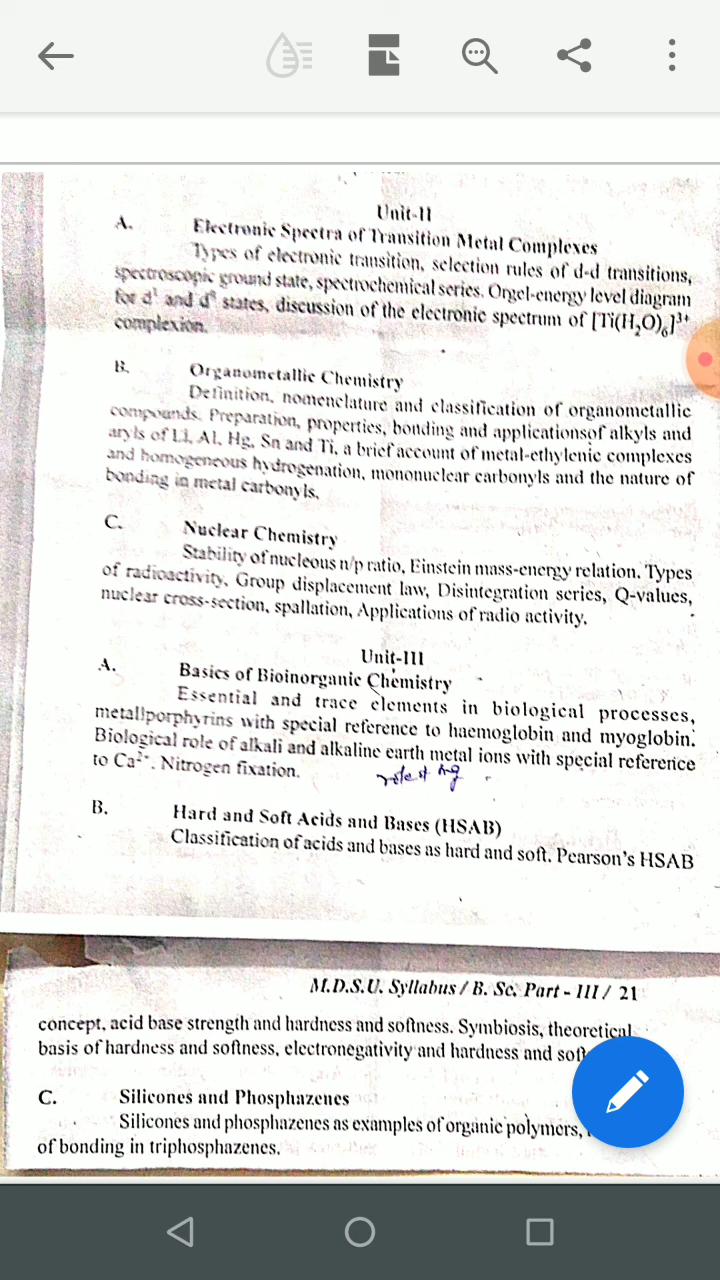 Unit-II
A. Electronic Spectra of Transition Metal Complexes
Types of electronic transition, selection rules of d-d transitions,
spectroscopic ground state, spectrochemical series. Orgel-energy level diagram
for d¹ and d⁹ states, discussion of the electronic spectrum of [Ti(H₂O)₆]³⁺
complexion.
B. Organometallic Chemistry
Definition, nomenclature and classification of organometallic
compounds. Preparation, properties, bonding and applicationsof alkyls and
aryls of Li, Al, Hg, Sn and Ti, a brief account of metal-ethylenic complexes
and homogeneous hydrogenation, mononuclear carbonyls and the nature of
bonding in metal carbonyls.
C. Nuclear Chemistry
Stability of nucleous n/p ratio, Einstein mass-energy relation. Types
of radioactivity, Group displacement law, Disintegration series, Q-values,
nuclear cross-section, spallation, Applications of radio activity.
Unit-III
A. Basics of Bioinorganic Chemistry
Essential and trace elements in biological processes,
metallporphyrins with special reference to haemoglobin and myoglobin.
Biological role of alkali and alkaline earth metal ions with special reference
to Ca²⁺. Nitrogen fixation.
B. Hard and Soft Acids and Bases (HSAB)
Classification of acids and bases as hard and soft. Pearson's HSAB
M.D.S.U. Syllabus / B. Sc. Part - III / 21
concept, acid base strength and hardness and softness. Symbiosis, theoretical
basis of hardness and softness, electronegativity and hardness and
C. Silicones and Phosphazenes
Silicones and phosphazenes as examples of organic polymers,
of bonding in triphosphazenes.